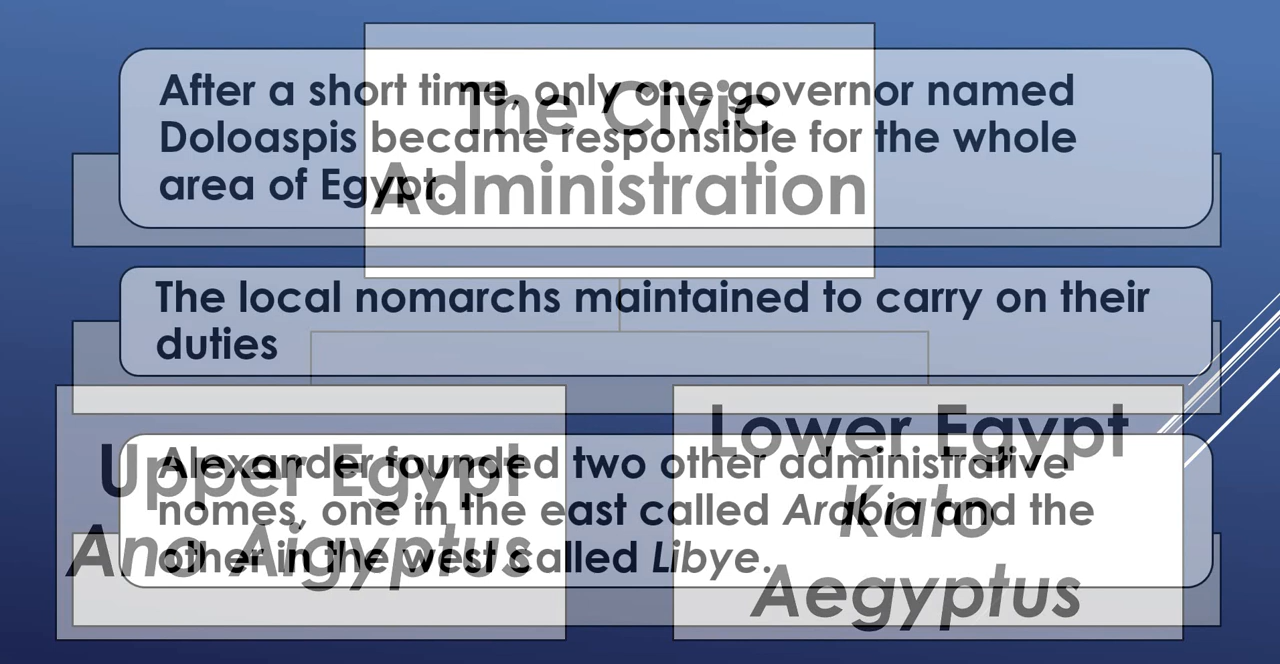 The Civic
Administration
Upper Egypt
Ano Aigyptus
Lower Egypt
Kato
Aegyptus
After a short time, only one governor named
Doloaspis became responsible for the whole
area of Egypt.
The local nomarchs maintained to carry on their
duties
Alexander founded two other administrative
nomes, one in the east called Arabia and the
other in the west called Libye.